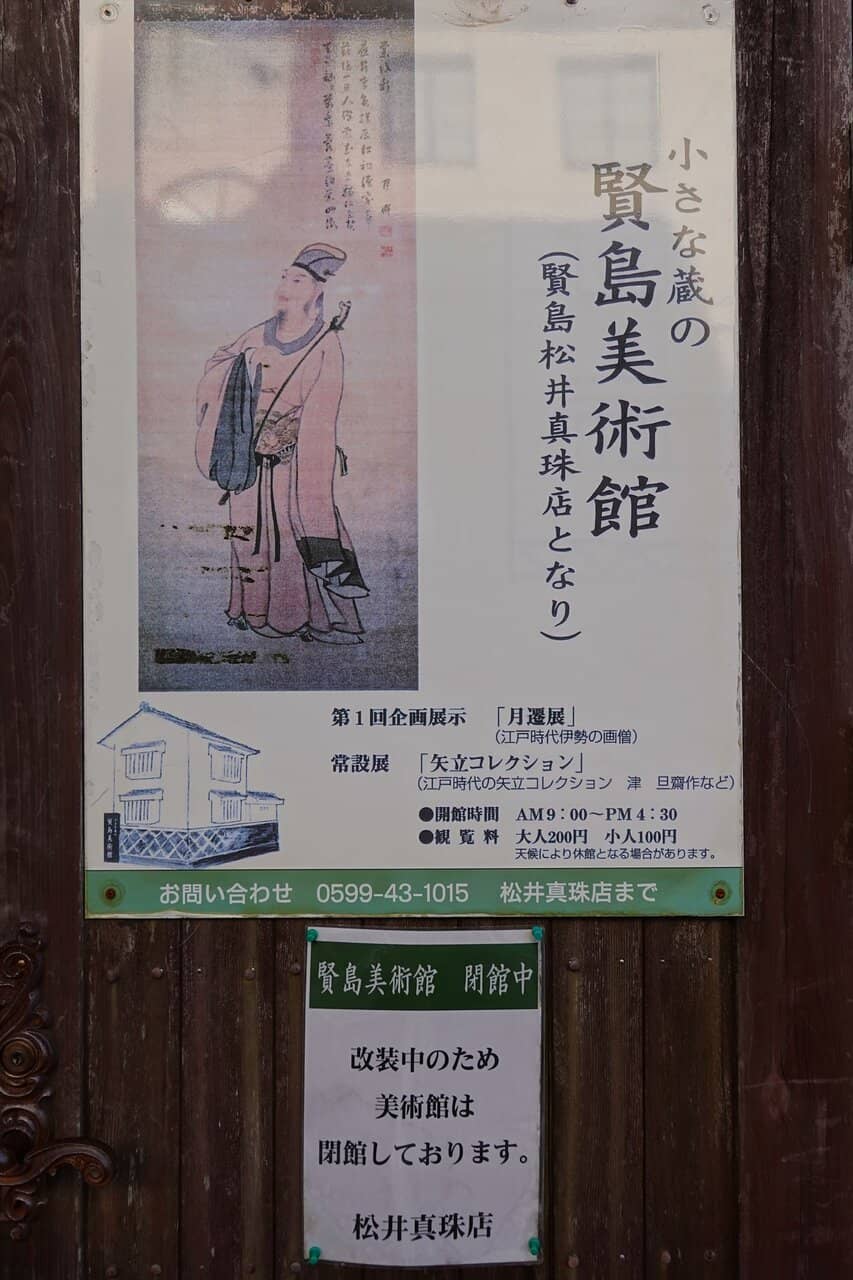 小さな蔵の
賢島美術館
(賢島松井真珠店となり)
第1回企画展示 「月遷展」
(江戸時代伊勢の画僧)
常設展 「矢立コレクション」
(江戸時代の矢立コレクション 津 旦齋作など)
●開館時間 AM9：00～PM4：30
●観覧料 大人200円 小人100円
天候により休館となる場合があります。
賢島美術館
お問い合わせ 0599-43-1015 松井真珠店まで
賢島美術館 閉館中
改装中のため
美術館は
閉館しております。
松井真珠店